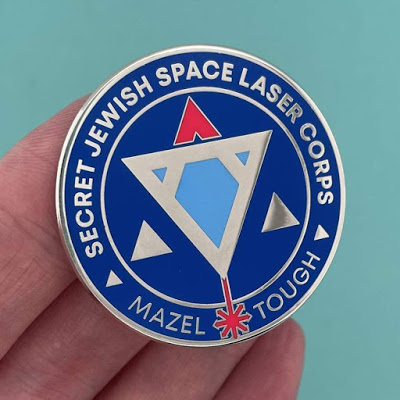 SECRET JEWISH SPACE LASER CORPS
MAZEL TOUGH